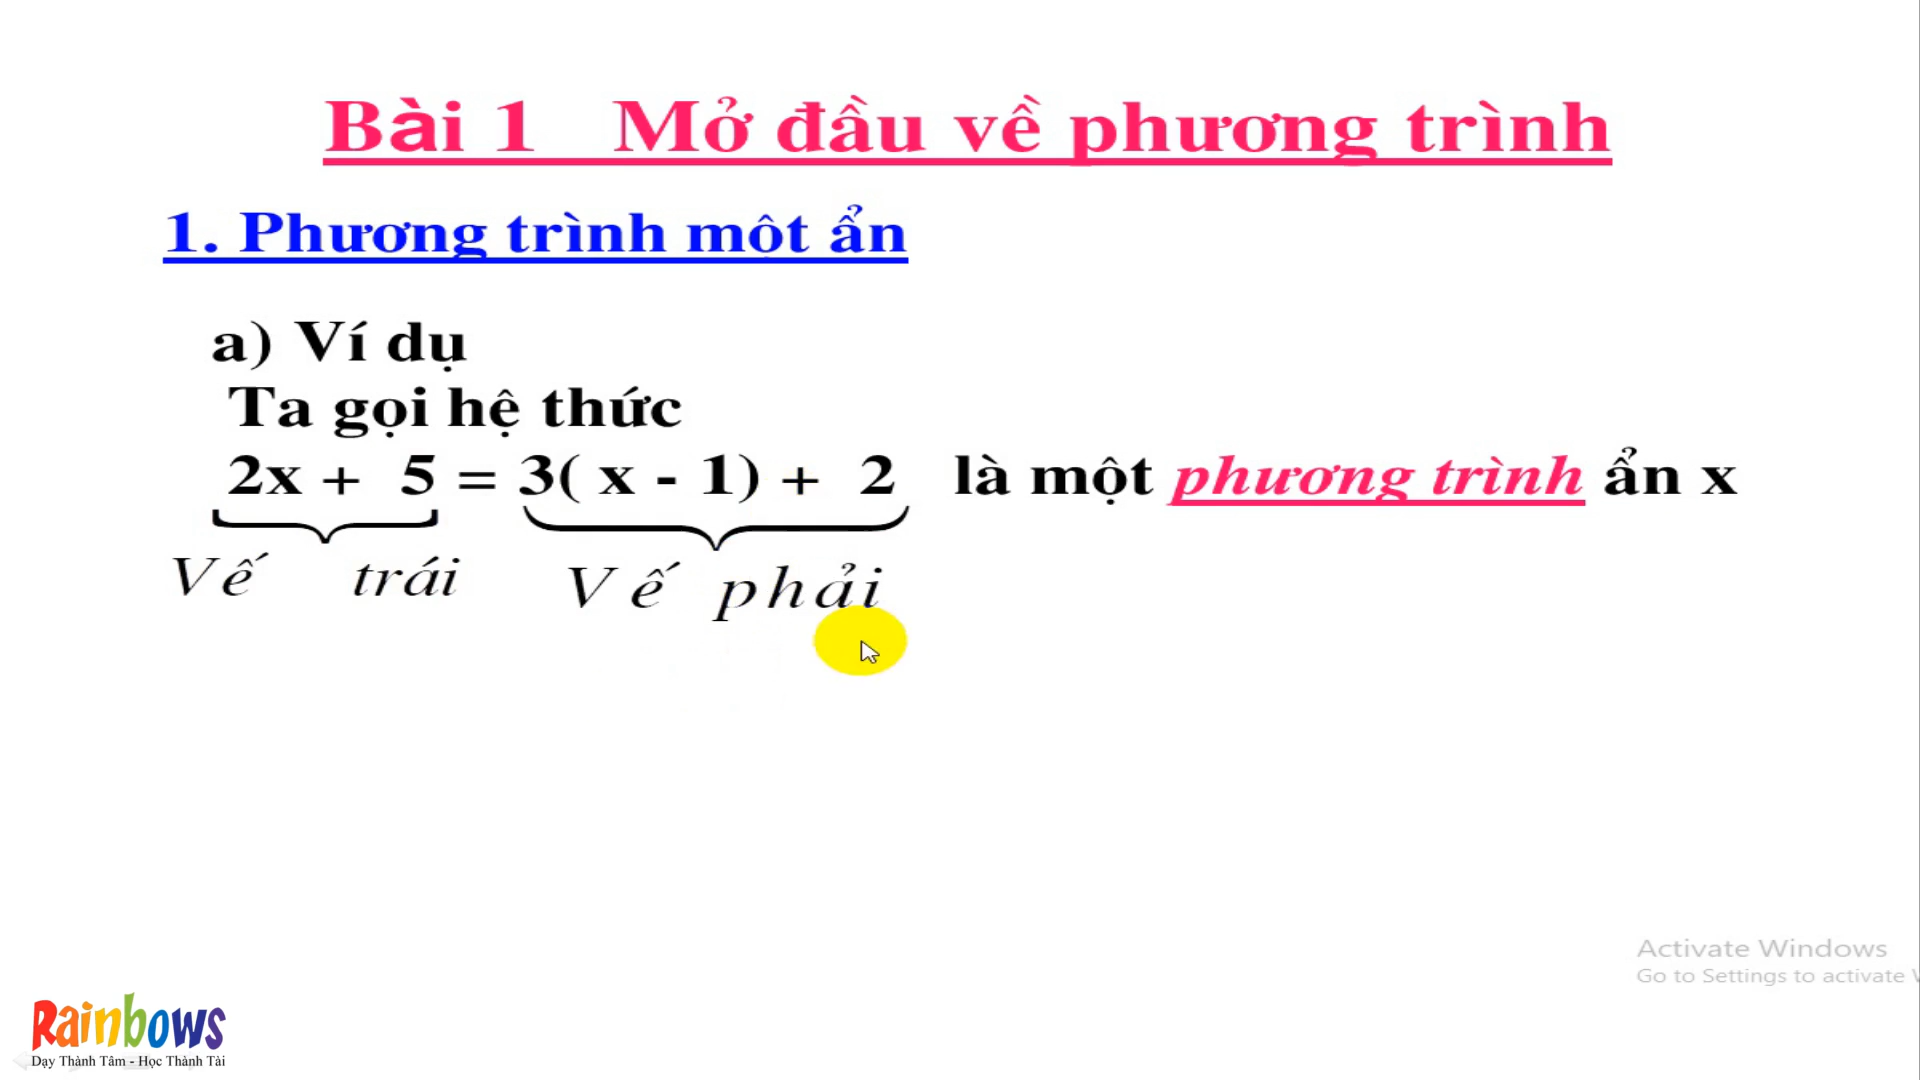 Bài 1 Mở đầu về phương trình
1. Phương trình một ẩn
a) Ví dụ
Ta gọi hệ thức
2x + 5 = 3( x - 1) + 2 là một phương trình ẩn x
Vế trái Vế phải
Activate Windows
Go to Settings to activate
Rainbows
Dạy Thành Tâm - Học Thành Tài